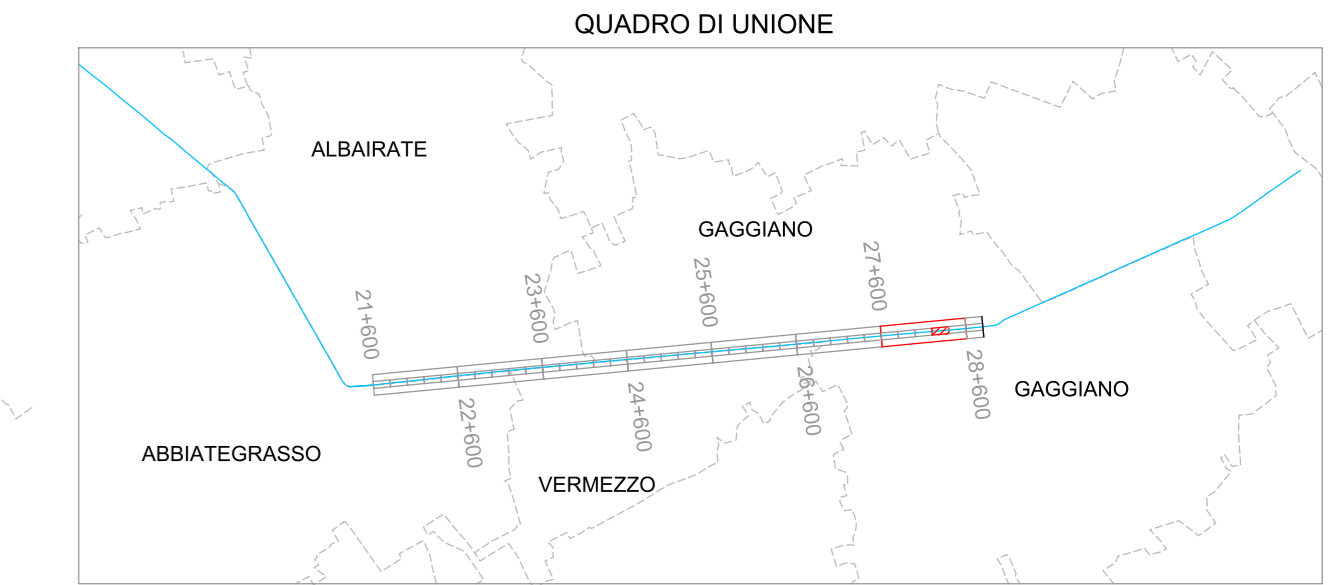 QUADRO DI UNIONE
ALBAIRATE
GAGGIANO
27+600
25+600
23+600
21+600
GAGGIANO
28+600
26+600
24+600
22+600
ABBIATEGRASSO
VERMEZZO